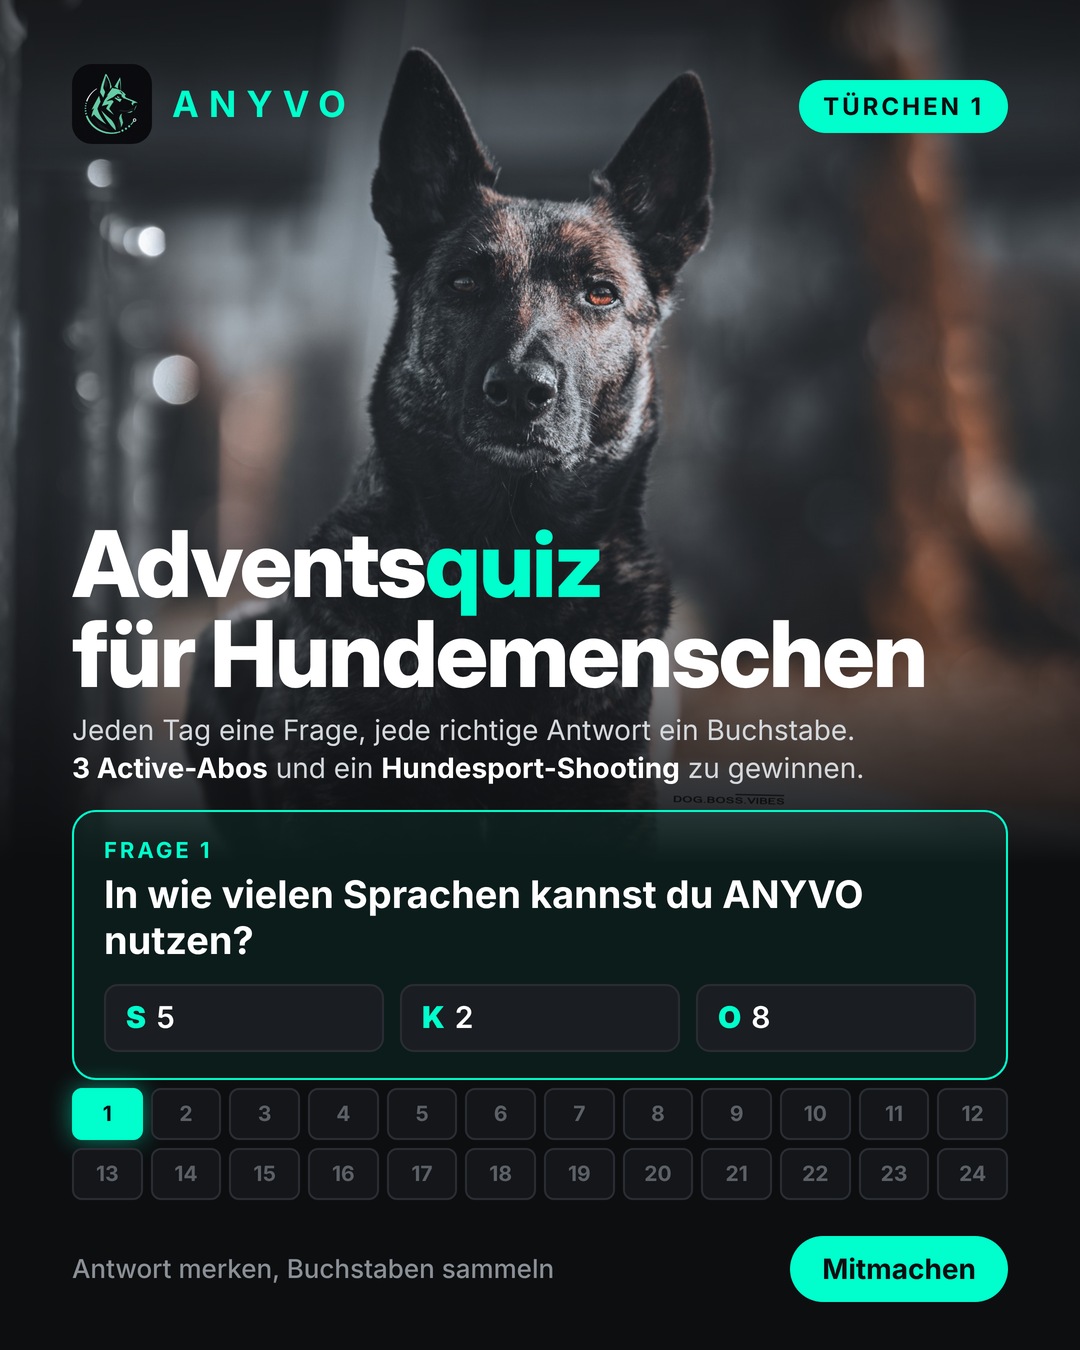 ANYVO
TÜRCHEN 1
Adventsquiz
für Hundemenschen
Jeden Tag eine Frage, jede richtige Antwort ein Buchstabe.
3 Active-Abos und ein Hundesport-Shooting zu gewinnen.
DOG.BOSS.VIBES
FRAGE 1
In wie vielen Sprachen kannst du ANYVO
nutzen?
S 5 K 2 O 8
1 2 3 4 5 6 7 8 9 10 11 12
13 14 15 16 17 18 19 20 21 22 23 24
Antwort merken, Buchstaben sammeln
Mitmachen